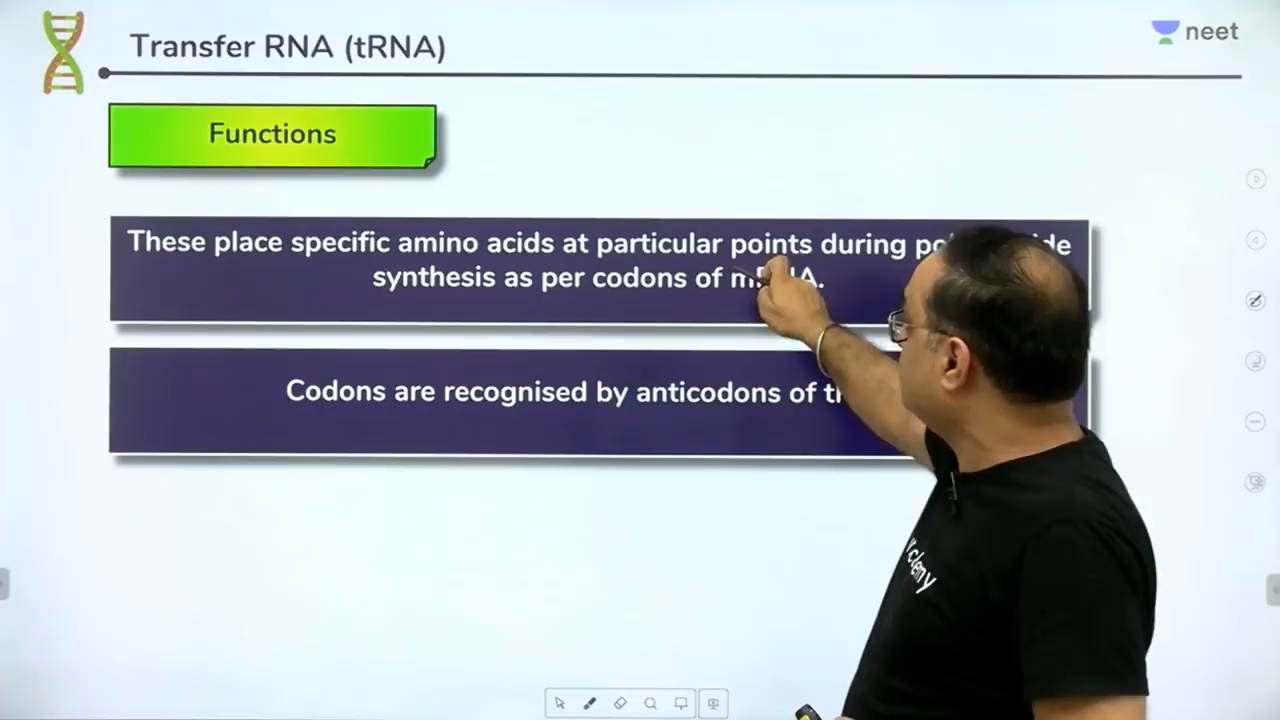 Transfer RNA (tRNA)
neet
Functions
These place specific amino acids at particular points during
synthesis as per codons of
Codons are recognised by anticodons of